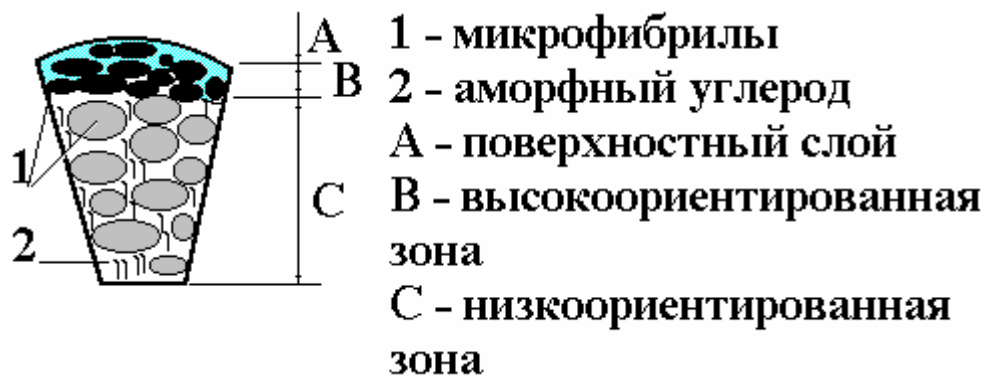 A
B
1
C
2
1 - микрофибрилы
2 - аморфный углерод
A - поверхностный слой
B - высокоориентированная
зона
C - низкоориентированная
зона